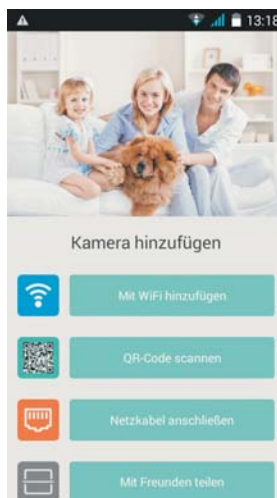 13:18
Kamera hinzufügen
Mit WiFi hinzufügen
QR-Code scannen
Netzkabel anschließen
Mit Freunden teilen